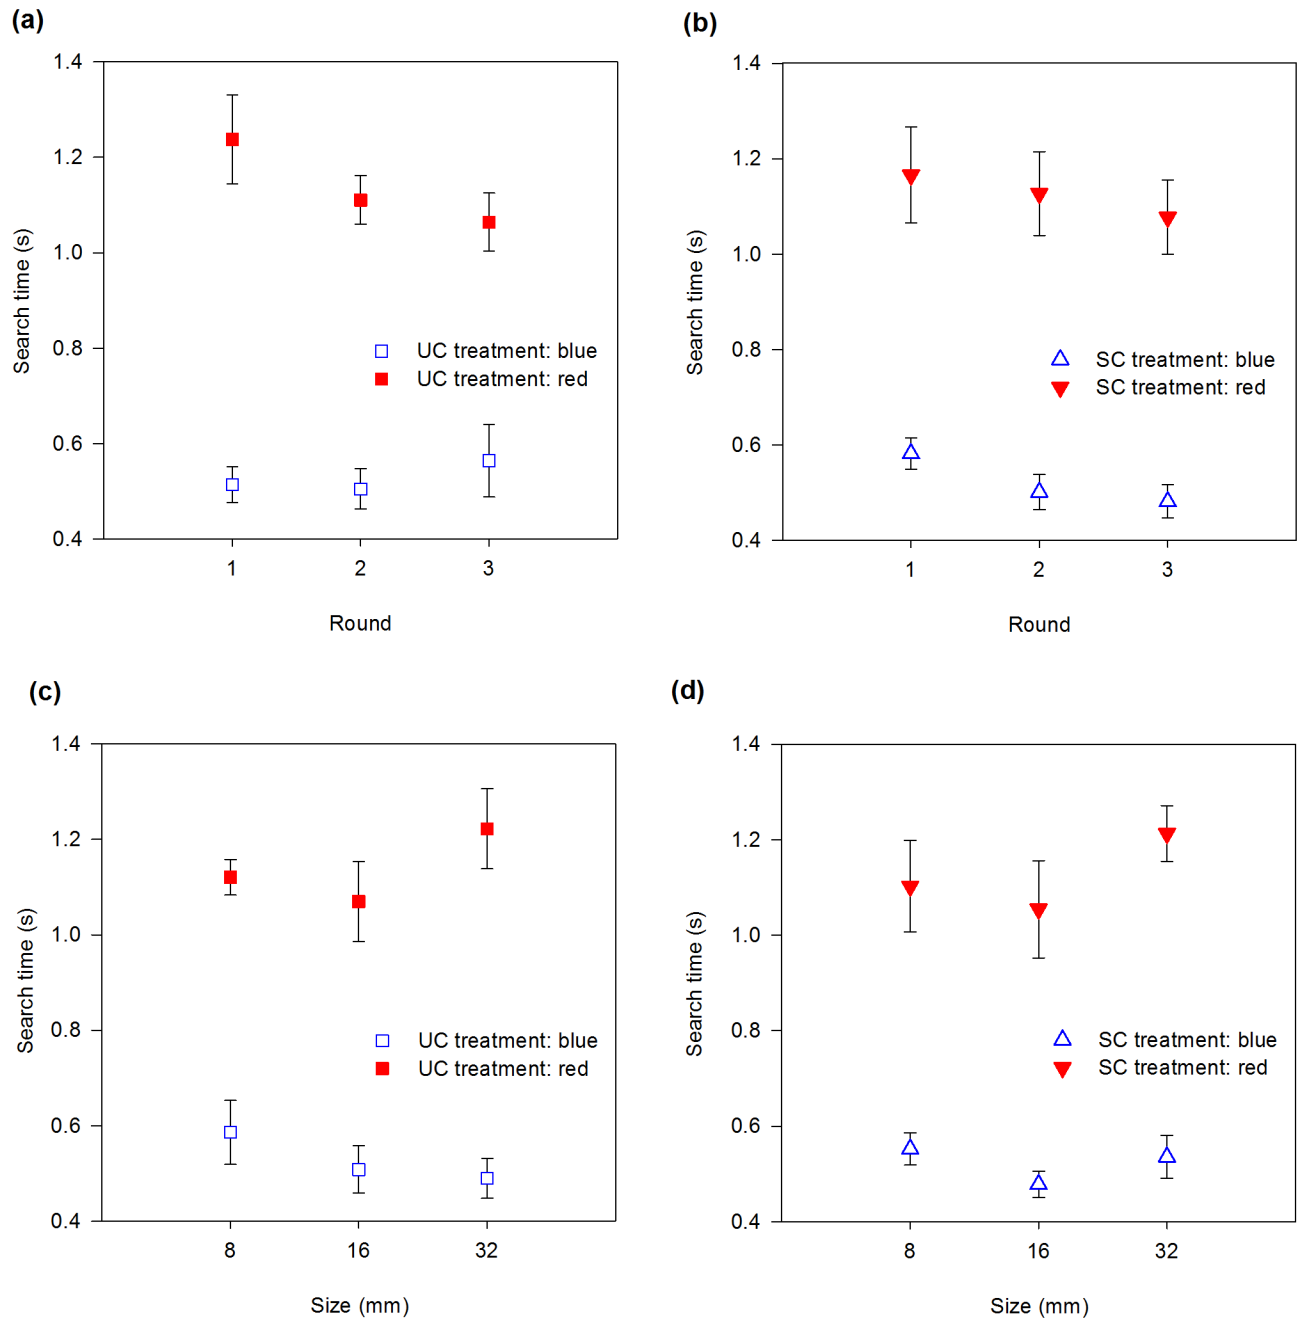 (a)
1.4
1.2
1.0
0.8
0.6
0.4
Search time (s)
UC treatment: blue
UC treatment: red
1 2 3
Round
(b)
1.4
1.2
1.0
0.8
0.6
0.4
Search time (s)
SC treatment: blue
SC treatment: red
1 2 3
Round
(c)
1.4
1.2
1.0
0.8
0.6
0.4
Search time (s)
UC treatment: blue
UC treatment: red
8 16 32
Size (mm)
(d)
1.4
1.2
1.0
0.8
0.6
0.4
Search time (s)
SC treatment: blue
SC treatment: red
8 16 32
Size (mm)